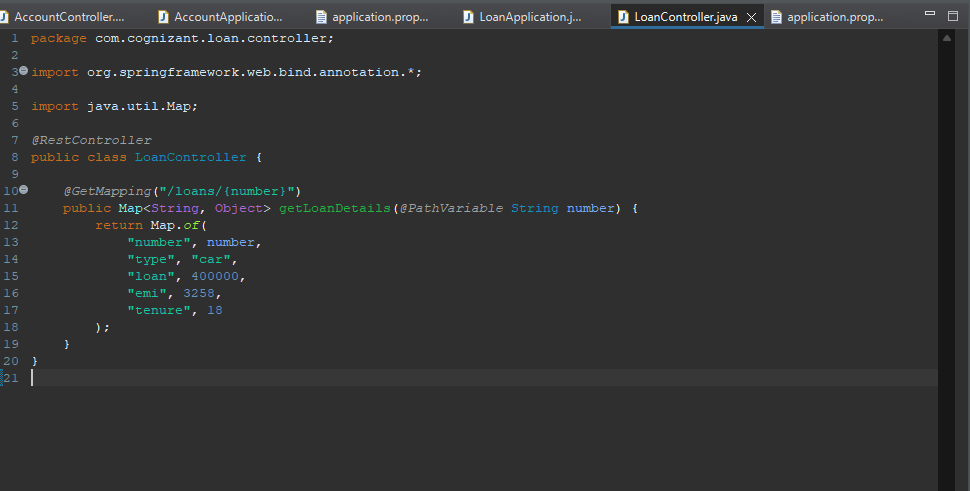 AccountController....
AccountApplicatio...
application.prop...
LoanApplication.j...
LoanController.java
application.prop...
1 package com.cognizant.loan.controller;
2
3 import org.springframework.web.bind.annotation.*;
4
5 import java.util.Map;
6
7 @RestController
8 public class LoanController {
9
10 @GetMapping("/loans/{number}")
11 public Map<String, Object> getLoanDetails(@PathVariable String number) {
12 return Map.of(
13 "number", number,
14 "type", "car",
15 "loan", 400000,
16 "emi", 3258,
17 "tenure", 18
18 );
19 }
20 }
21